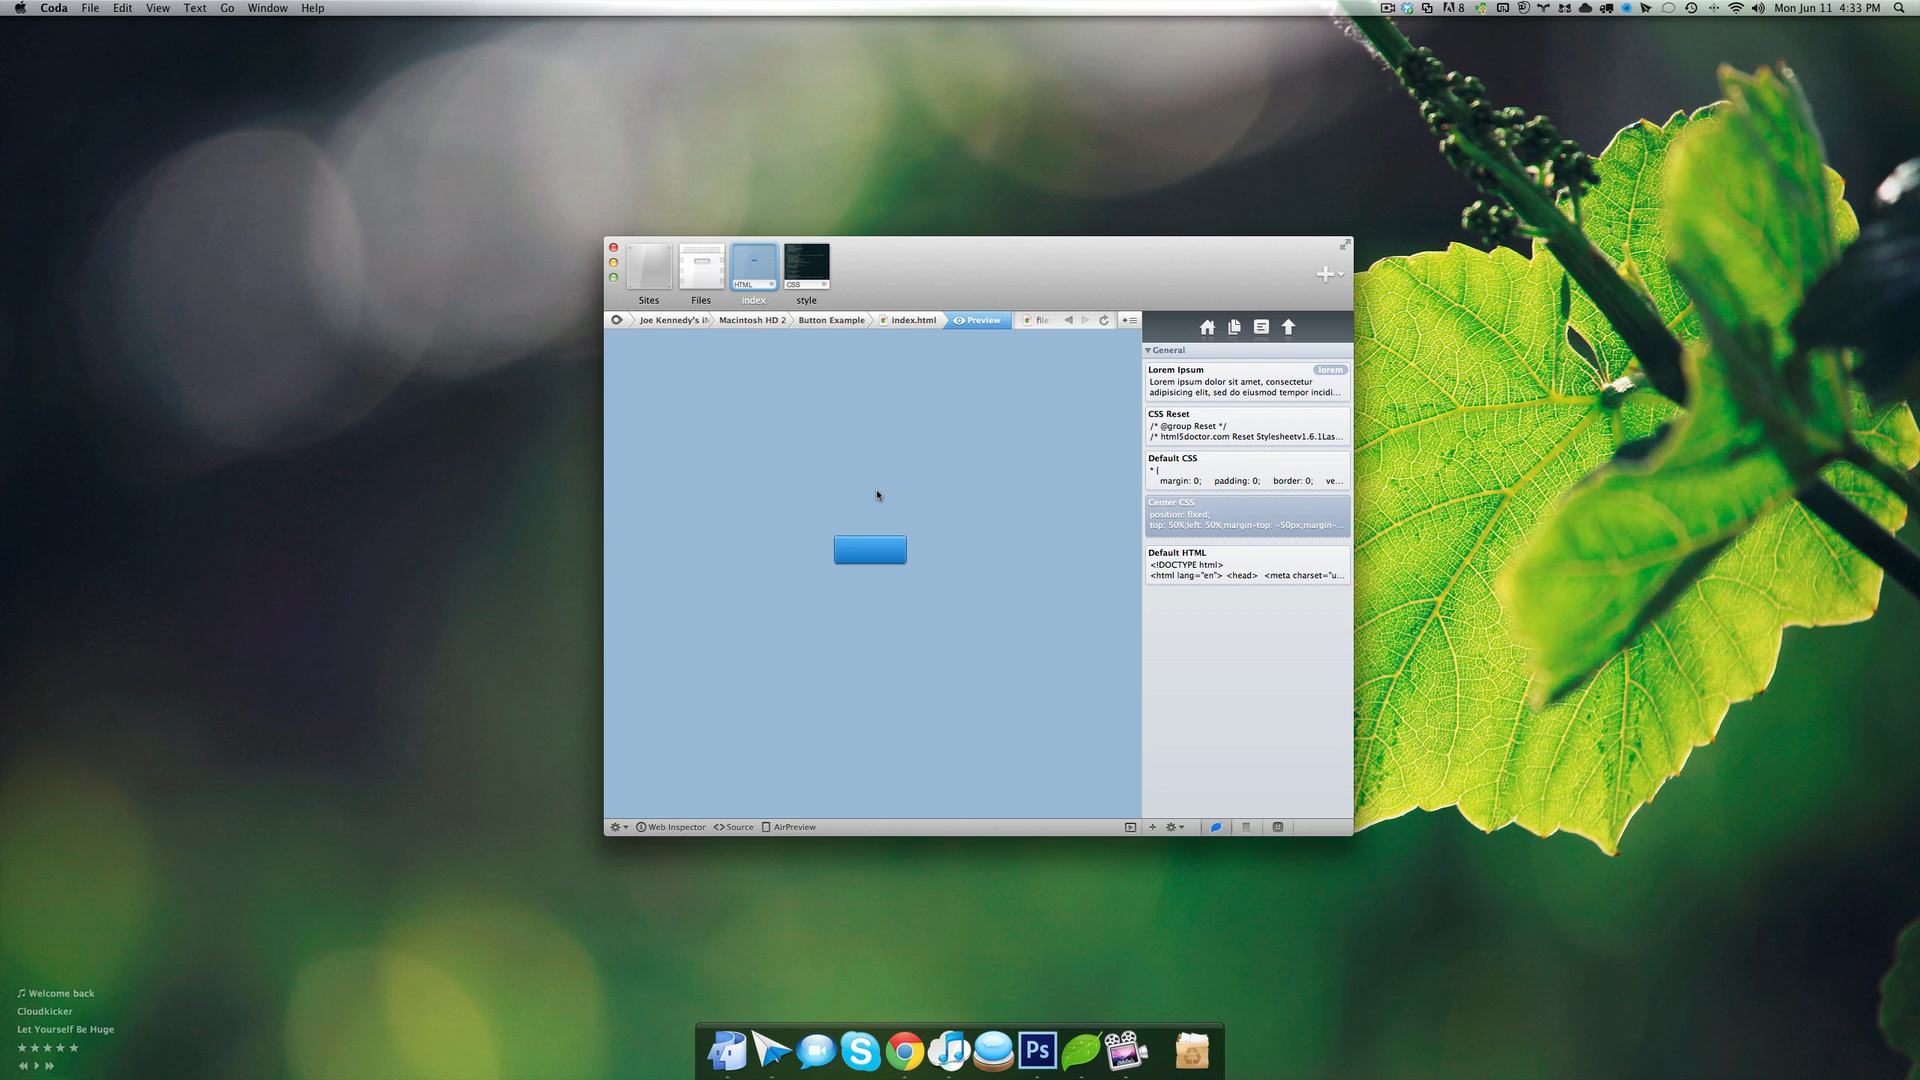 Coda File Edit View Text Go Window Help
8 Mon Jun 11 4:33 PM
HTML CSS
Sites Files index style
Joe Kennedy's iM Macintosh HD 2 Button Example index.html Preview file
General
Lorem Ipsum lorem
Lorem ipsum dolor sit amet, consectetur
adipisicing elit, sed do eiusmod tempor incidi...
CSS Reset
/* @group Reset */
/* html5doctor.com Reset Stylesheetv1.6.1Las...
Default CSS
* {
margin: 0; padding: 0; border: 0; ve...
Center CSS
position: fixed;
top: 50%;left: 50%;margin-top: -50px;margin-...
Default HTML
<!DOCTYPE html>
<html lang="en"> <head> <meta charset="u...
Web Inspector Source AirPreview
Welcome back
Cloudkicker
Let Yourself Be Huge
Ps